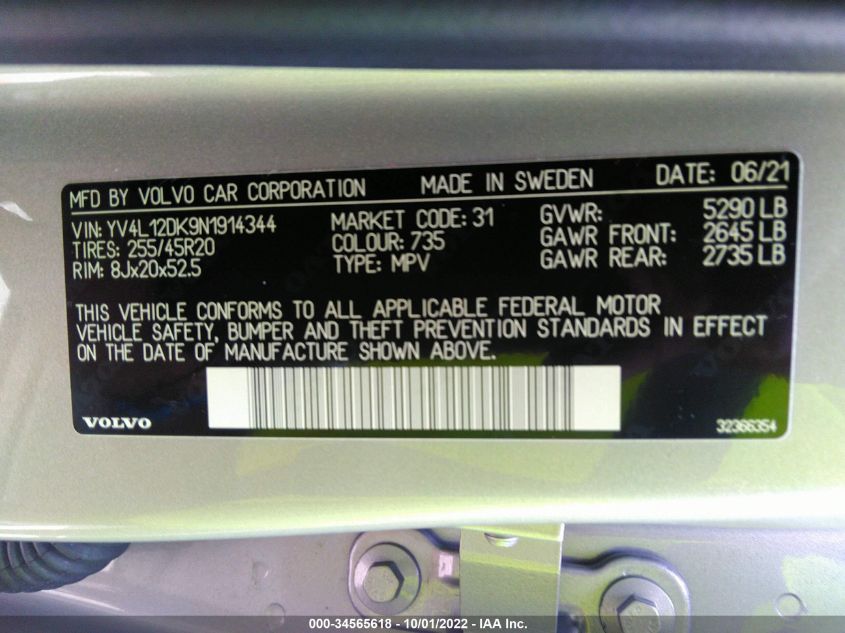 MFD BY VOLVO CAR CORPORATION MADE IN SWEDEN DATE: 06/21
VIN: YV4L12DK9N1914344 MARKET CODE: 31 GVWR: 5290 LB
TIRES: 255/45R20 COLOUR: 735 GAWR FRONT: 2645 LB
RIM: 8Jx20x52.5 TYPE: MPV GAWR REAR: 2735 LB
THIS VEHICLE CONFORMS TO ALL APPLICABLE FEDERAL MOTOR
VEHICLE SAFETY, BUMPER AND THEFT PREVENTION STANDARDS IN EFFECT
ON THE DATE OF MANUFACTURE SHOWN ABOVE.
VOLVO 32366354
000-34565618 - 10/01/2022 - IAA Inc.